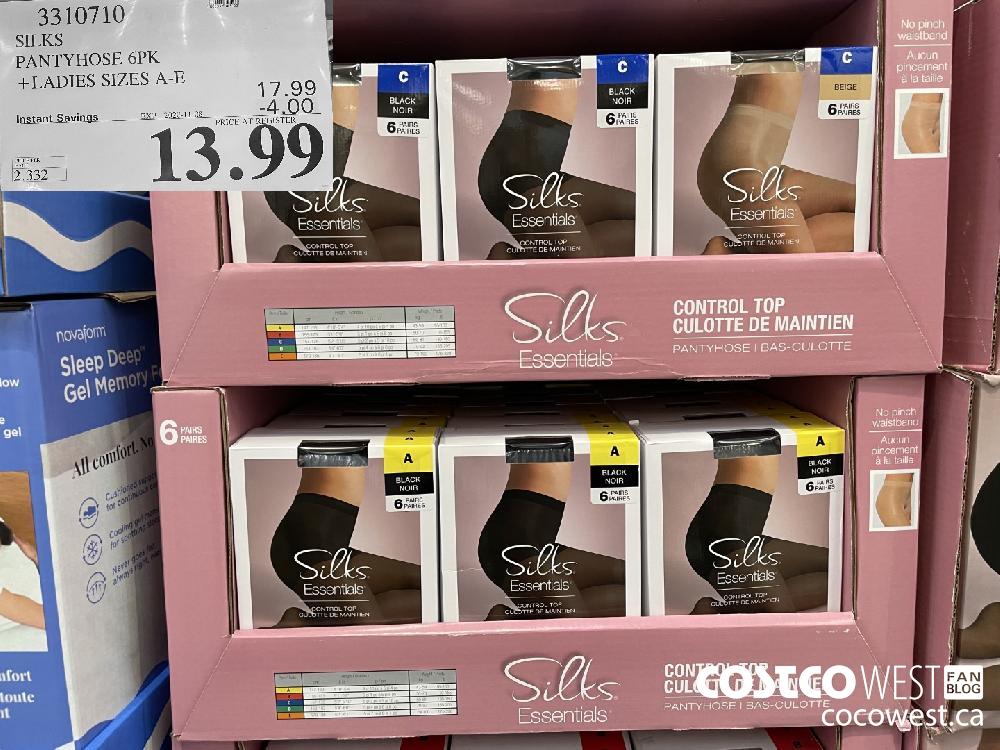 3310710
SILKS
PANTYHOSE 6PK
+LADIES SIZES A-E
17.99
-4.00
Instant Savings
PRICE AT REGISTER
13.99
2,332
C
BLACK
NOIR
6 PAIRS
PAIRES
Silks
Essentials
CONTROL TOP
CULOTTE DE MAINTIEN
C
BLACK
NOIR
6 PAIRS
PAIRES
Silks
Essentials
CONTROL TOP
CULOTTE DE MAINTIEN
C
BEIGE
6 PAIRS
PAIRES
Silks
Essentials
CONTROL TOP
CULOTTE DE MAINTIEN
No pinch
waistband
Aucun
pincement
à la taille
Silks
Essentials
CONTROL TOP
CULOTTE DE MAINTIEN
PANTYHOSE | BAS-CULOTTE
novaform
Sleep Deep™
Gel Memory
gel
All comfort. No
6 PAIRS
PAIRES
A
BLACK
NOIR
6 PAIRS
PAIRES
Silks
Essentials
CONTROL TOP
CULOTTE DE MAINTIEN
A
BLACK
NOIR
6 PAIRS
PAIRES
Silks
Essentials
CONTROL TOP
CULOTTE DE MAINTIEN
A
BLACK
NOIR
6 PAIRS
PAIRES
Silks
Essentials
CONTROL TOP
CULOTTE DE MAINTIEN
No pinch
waistband
Aucun
pincement
à la taille
Silks
Essentials
CONTROL TOP
PANTYHOSE | BAS-CULOTTE
COSTCO WEST FAN BLOG
cocowest.ca